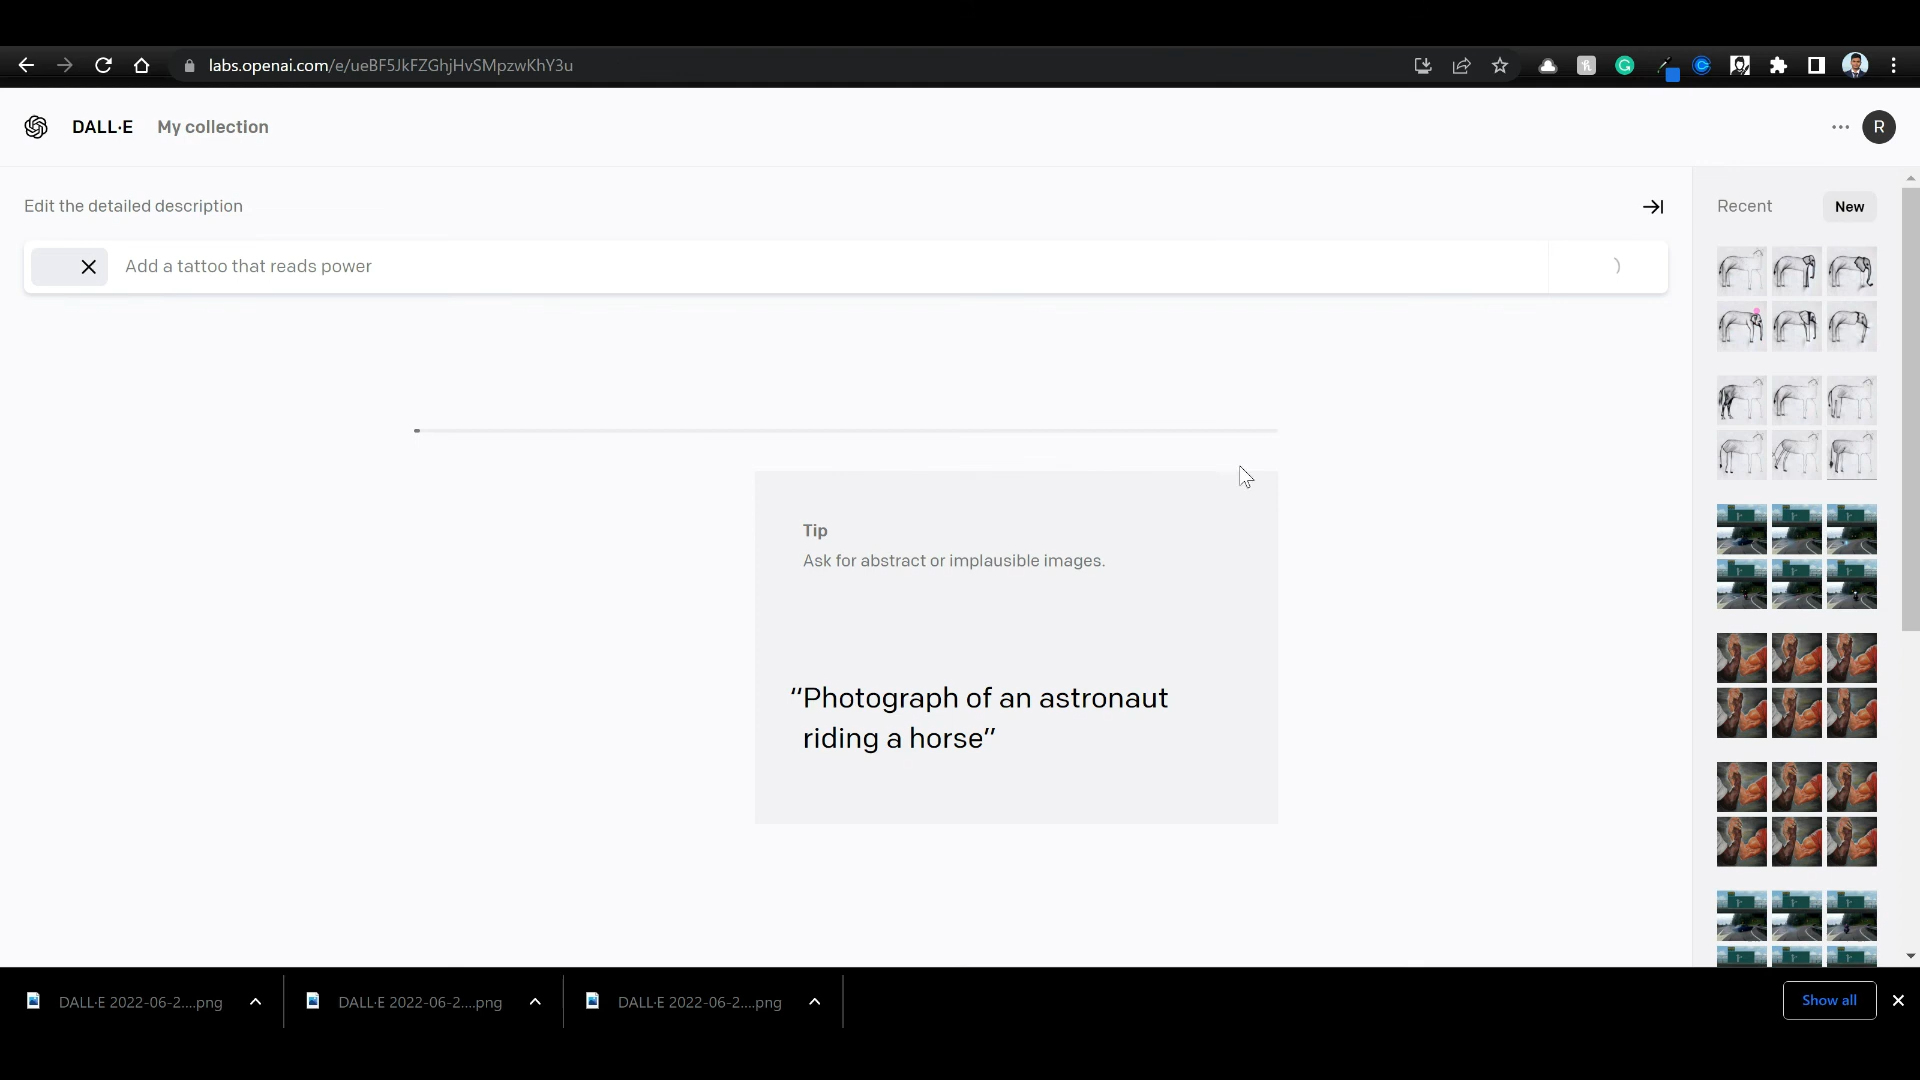 labs.openai.com/e/ueBF5JkFZGhjHvSMpzwKhY3u
DALL·E My collection
R
Edit the detailed description
Recent New
Add a tattoo that reads power
Tip
Ask for abstract or implausible images.
“Photograph of an astronaut
riding a horse”
DALL·E 2022-06-2....png DALL·E 2022-06-2....png DALL·E 2022-06-2....png Show all